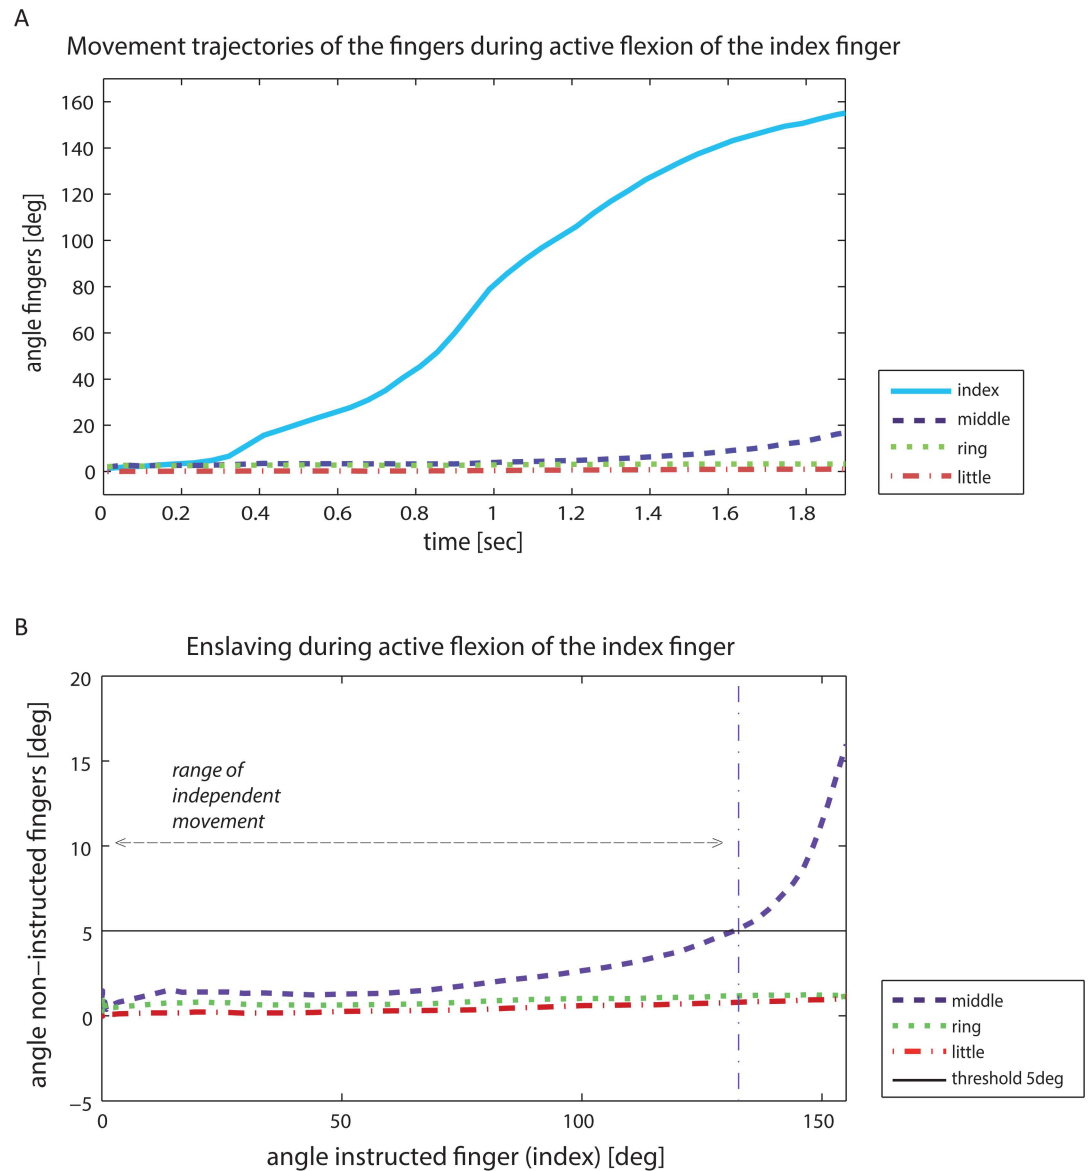 A
Movement trajectories of the fingers during active flexion of the index finger
angle fingers [deg]
160
140
120
100
80
60
40
20
0
0 0.2 0.4 0.6 0.8 1 1.2 1.4 1.6 1.8
time [sec]
index
middle
ring
little
B
Enslaving during active flexion of the index finger
angle non−instructed fingers [deg]
20
15
10
5
0
−5
range of
independent
movement
0 50 100 150
angle instructed finger (index) [deg]
middle
ring
little
threshold 5deg